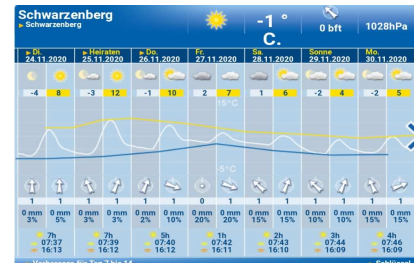 Schwarzenberg
► Schwarzenberg
-1 °
C.
0 bft
1028hPa
► Di. ► Heiraten ► Do. Fr. Sa. Sonne Mo.
24.11.2020 25.11.2020 26.11.2020 27.11.2020 28.11.2020 29.11.2020 30.11.2020
-4 8 -3 12 -1 10 2 7 1 6 -2 4 -2 5
15°C
-5°C
1 1 1 1 1 1 0 1 1 1 1 1 1 1
0 mm 0 mm 0 mm 0 mm 0 mm 0 mm 0 mm 0 mm 0 mm 0 mm 0 mm 0 mm 0 mm 0 mm
3% 5% 3% 3% 2% 10% 20% 20% 15% 15% 10% 10% 15% 15%
7h 7h 5h 1h 2h 3h 4h
07:37 07:39 07:40 07:42 07:43 07:44 07:46
16:13 16:12 16:12 16:11 16:10 16:09 16:09